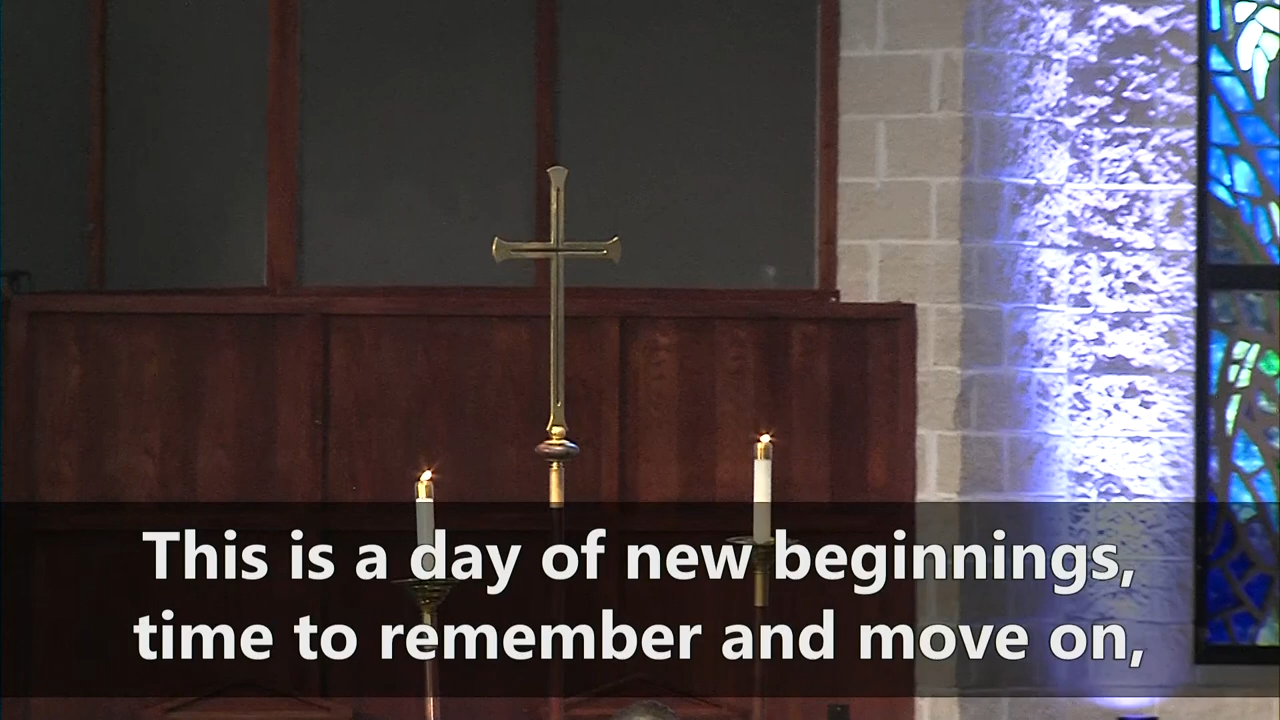 This is a day of new beginnings,
time to remember and move on,